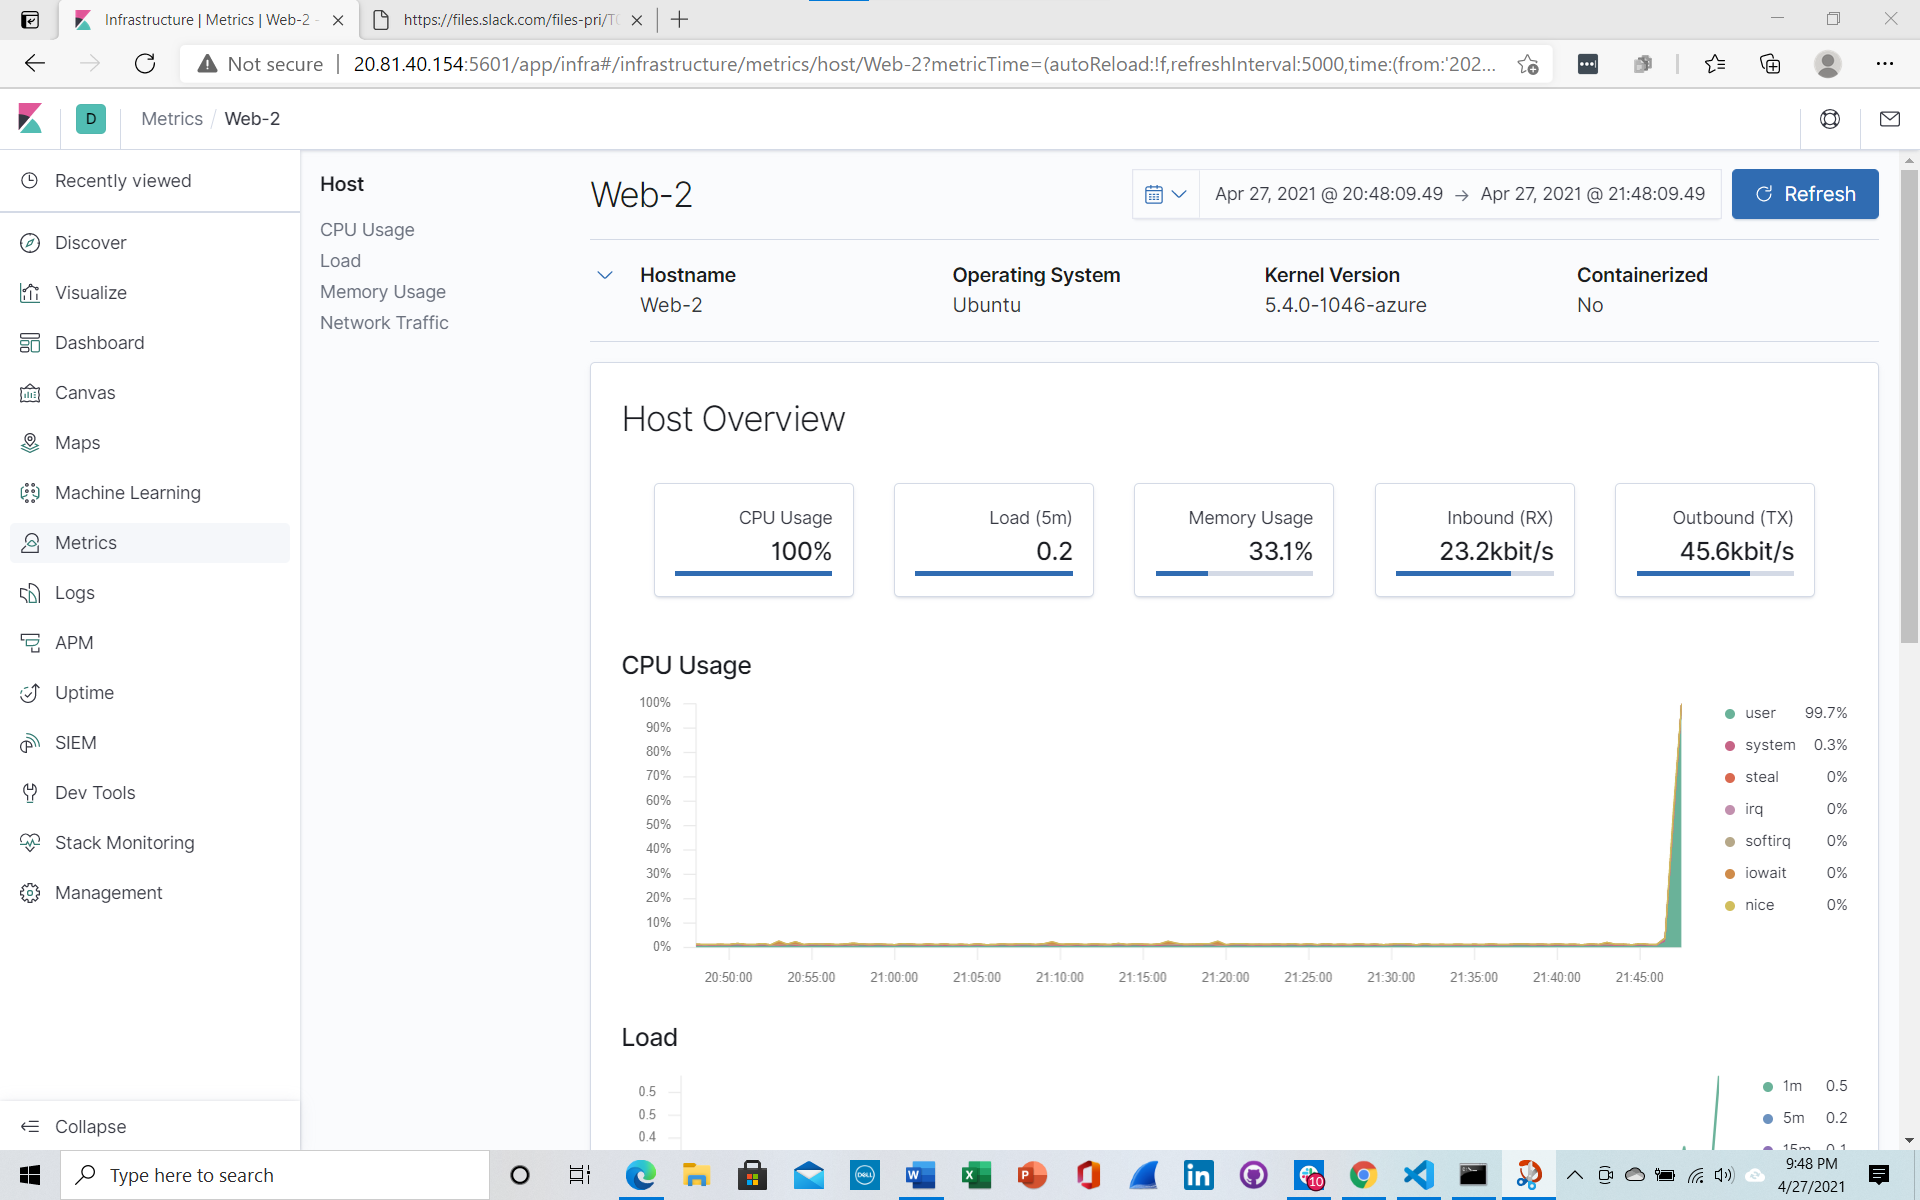 Infrastructure | Metrics | Web-2 -
https://files.slack.com/files-pri/T0
Not secure
20.81.40.154:5601/app/infra#/infrastructure/metrics/host/Web-2?metricTime=(autoReload:!f,refreshInterval:5000,time:(from:'202...
D
Metrics / Web-2
Recently viewed
Discover
Visualize
Dashboard
Canvas
Maps
Machine Learning
Metrics
Logs
APM
Uptime
SIEM
Dev Tools
Stack Monitoring
Management
Collapse
Host
CPU Usage
Load
Memory Usage
Network Traffic
Web-2
Apr 27, 2021 @ 20:48:09.49 → Apr 27, 2021 @ 21:48:09.49
Refresh
Hostname Operating System Kernel Version Containerized
Web-2 Ubuntu 5.4.0-1046-azure No
Host Overview
CPU Usage Load (5m) Memory Usage Inbound (RX) Outbound (TX)
100% 0.2 33.1% 23.2kbit/s 45.6kbit/s
CPU Usage
100%
90%
80%
70%
60%
50%
40%
30%
20%
10%
0%
20:50:00 20:55:00 21:00:00 21:05:00 21:10:00 21:15:00 21:20:00 21:25:00 21:30:00 21:35:00 21:40:00 21:45:00
user 99.7%
system 0.3%
steal 0%
irq 0%
softirq 0%
iowait 0%
nice 0%
Load
0.5
0.5
0.4
1m 0.5
5m 0.2
15m 0.1
Type here to search
DELL
10
9:48 PM
4/27/2021